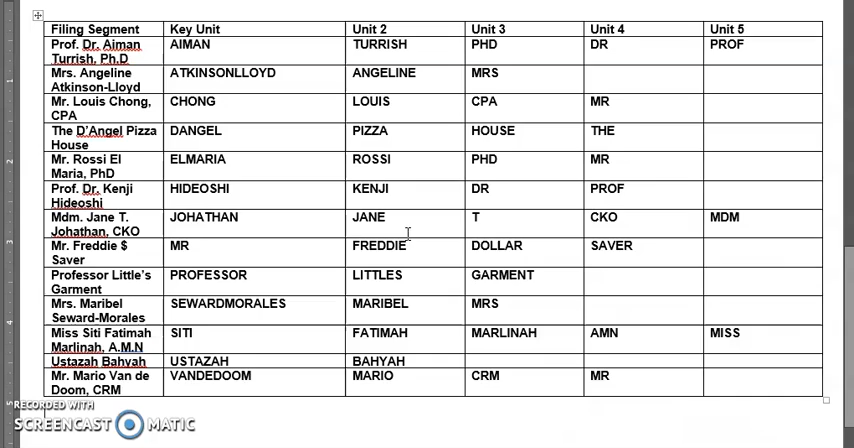 Filing Segment Key Unit Unit 2 Unit 3 Unit 4 Unit 5
Prof. Dr. Aiman AIMAN TURRISH PHD DR PROF
Turrish, Ph.D
Mrs. Angeline ATKINSONLLOYD ANGELINE MRS
Atkinson-Lloyd
Mr. Louis Chong, CHONG LOUIS CPA MR
CPA
The D'Angel Pizza DANGEL PIZZA HOUSE THE
House
Mr. Rossi El ELMARIA ROSSI PHD MR
Maria, PhD
Prof. Dr. Kenji HIDEOSHI KENJI DR PROF
Hideoshi
Mdm. Jane T. JOHATHAN JANE T CKO MDM
Johathan, CKO
Mr. Freddie $ MR FREDDIE DOLLAR SAVER
Saver
Professor Little's PROFESSOR LITTLES GARMENT
Garment
Mrs. Maribel SEWARDMORALES MARIBEL MRS
Seward-Morales
Miss Siti Fatimah SITI FATIMAH MARLINAH AMN MISS
Marlinah, A.M.N
Ustazah Bahyah USTAZAH BAHYAH
Mr. Mario Van de VANDEDOOM MARIO CRM MR
Doom, CRM
RECORDED WITH
SCREENCAST MATIC
1
2
3
4
5